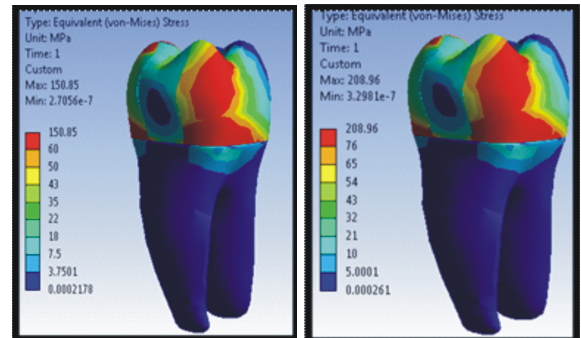 Type: Equivalent (von-Mises) Stress
Unit: MPa
Time: 1
Custom
Max: 150.85
Min: 2.7056e-7
150.85
60
50
43
35
22
18
7.5
3.7501
0.0002178
Type: Equivalent (von-Mises) Stress
Unit: MPa
Time: 1
Custom
Max: 208.96
Min: 3.2981e-7
208.96
76
65
54
43
32
21
10
5.0001
0.000261